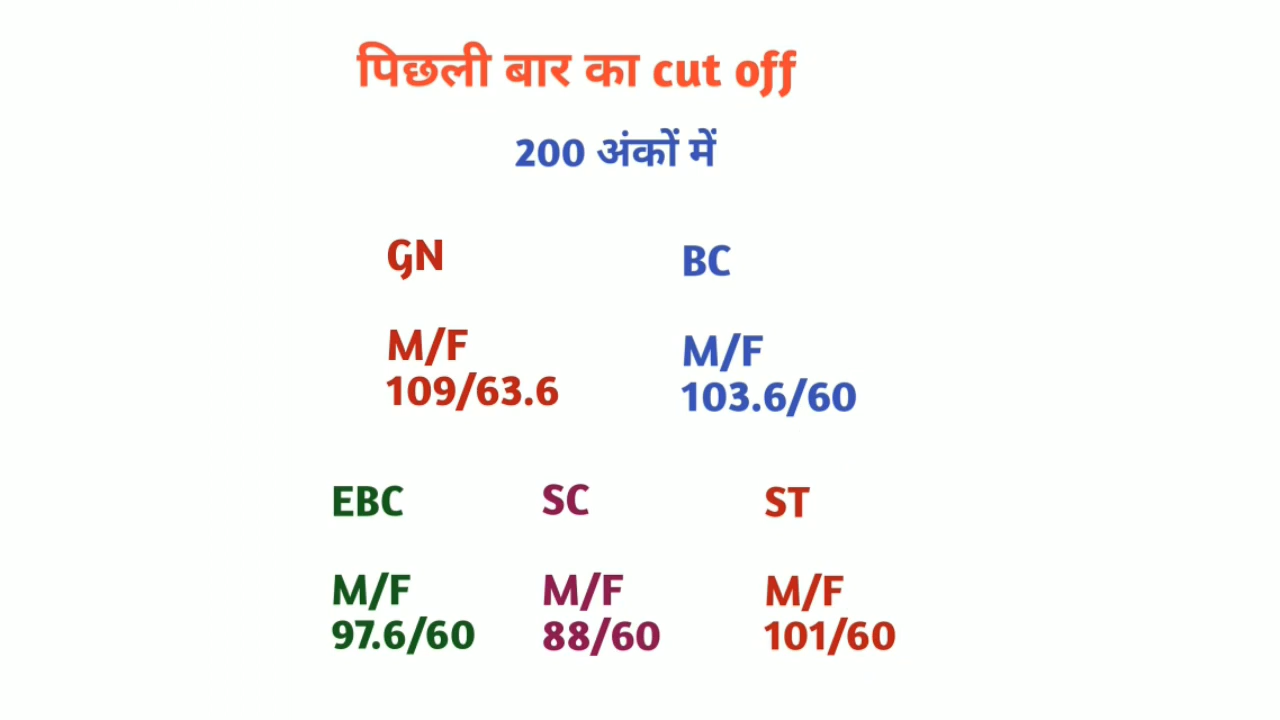 पिछली बार का cut off
200 अंकों में
GN
M/F
109/63.6
BC
M/F
103.6/60
EBC
M/F
97.6/60
SC
M/F
88/60
ST
M/F
101/60